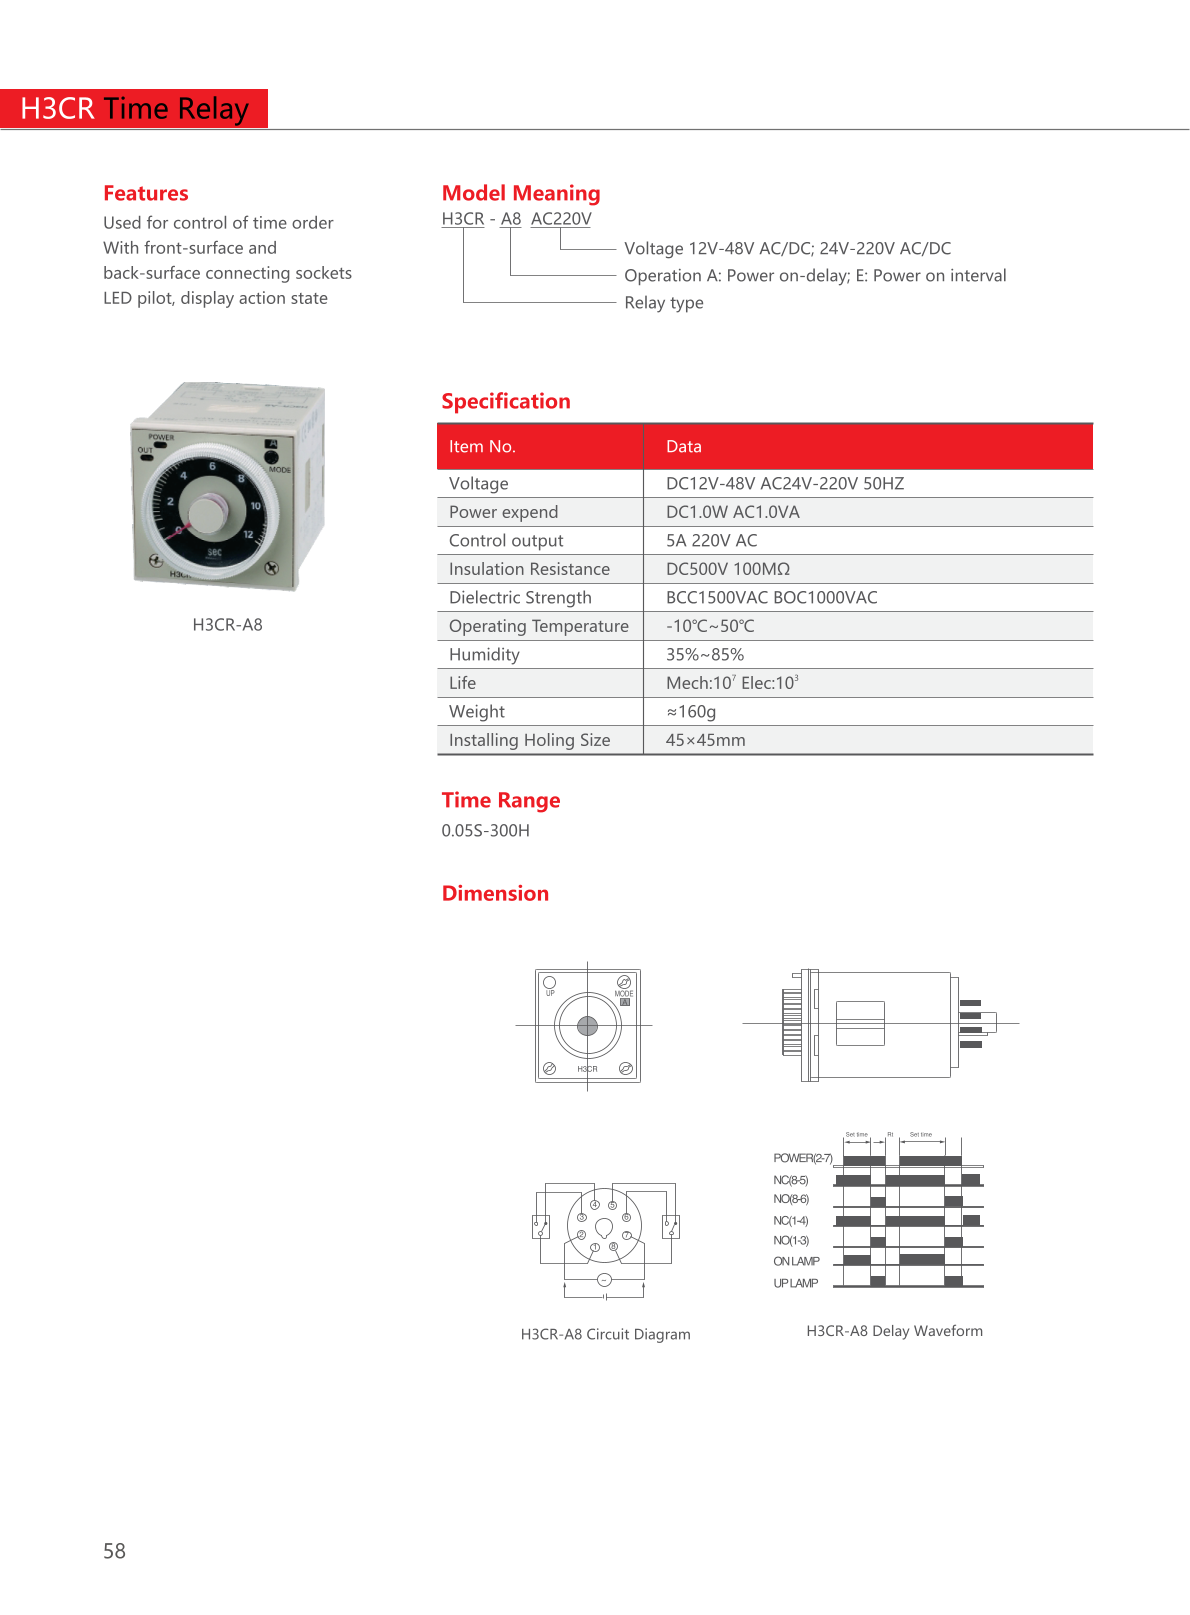 H3CR Time Relay
Features
Used for control of time order
With front-surface and
back-surface connecting sockets
LED pilot, display action state
Model Meaning
H3CR - A8 AC220V
Voltage 12V-48V AC/DC; 24V-220V AC/DC
Operation A: Power on-delay; E: Power on interval
Relay type
POWER
OUT
A
MODE
0 2 4 6 8 10 12
sec
H3CR-A8
Specification
Item No. Data
Voltage DC12V-48V AC24V-220V 50HZ
Power expend DC1.0W AC1.0VA
Control output 5A 220V AC
Insulation Resistance DC500V 100MΩ
Dielectric Strength BCC1500VAC BOC1000VAC
Operating Temperature -10℃~50℃
Humidity 35%~85%
Life Mech:10⁷ Elec:10³
Weight ≈160g
Installing Holing Size 45×45mm
Time Range
0.05S-300H
Dimension
UP MODE
A
H3CR
4 5
3 6
2 7
1 8
H3CR-A8 Circuit Diagram
Set time Rt Set time
POWER(2-7)
NC(8-5)
NO(8-6)
NC(1-4)
NO(1-3)
ON LAMP
UP LAMP
H3CR-A8 Delay Waveform
58